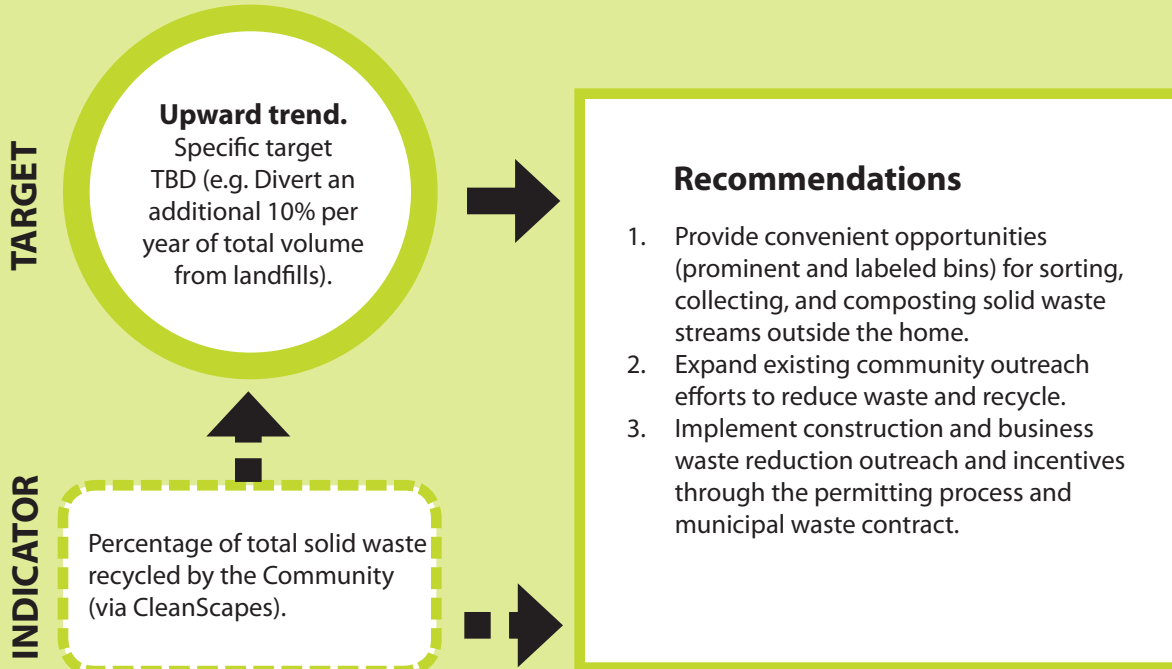 TARGET
Upward trend.
Specific target
TBD (e.g. Divert an
additional 10% per
year of total volume
from landfills).
INDICATOR
Percentage of total solid waste
recycled by the Community
(via CleanScapes).
Recommendations
1. Provide convenient opportunities
(prominent and labeled bins) for sorting,
collecting, and composting solid waste
streams outside the home.
2. Expand existing community outreach
efforts to reduce waste and recycle.
3. Implement construction and business
waste reduction outreach and incentives
through the permitting process and
municipal waste contract.